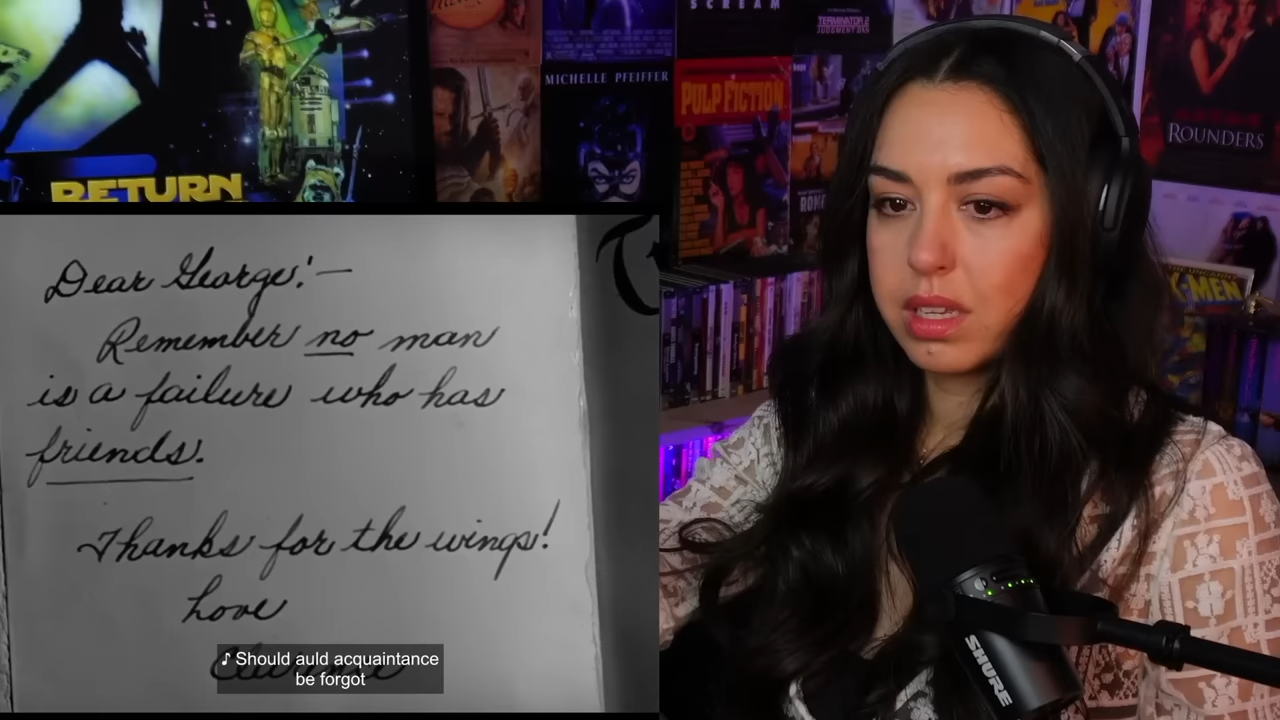 RETURN
SCREAM
TERMINATOR 2
JUDGMENT DAY
MICHELLE PFEIFFER
PULP FICTION
ROUNDERS
X-MEN
Dear George:—
Remember no man
is a failure who has
friends.
Thanks for the wings!
Love
Clarence
♪ Should auld acquaintance
be forgot
SHURE